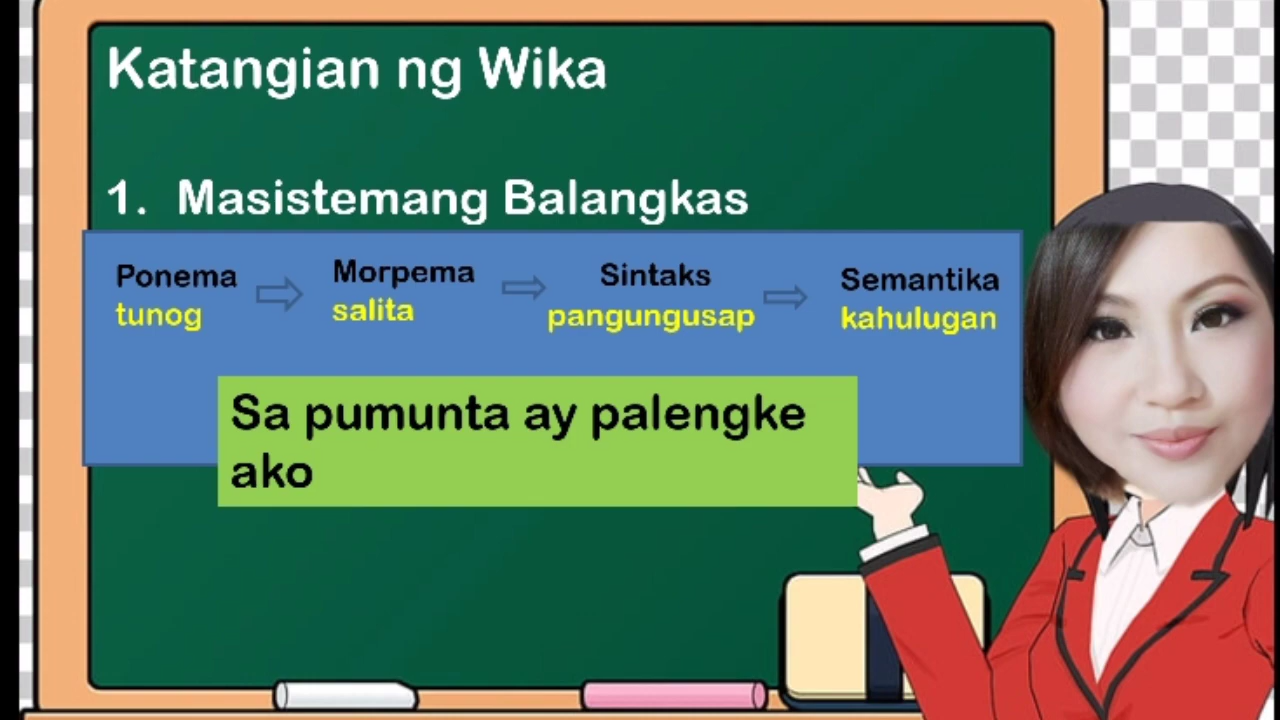 Katangian ng Wika
1. Masistemang Balangkas
Ponema Morpema Sintaks Semantika
tunog salita pangungusap kahulugan
Sa pumunta ay palengke
ako